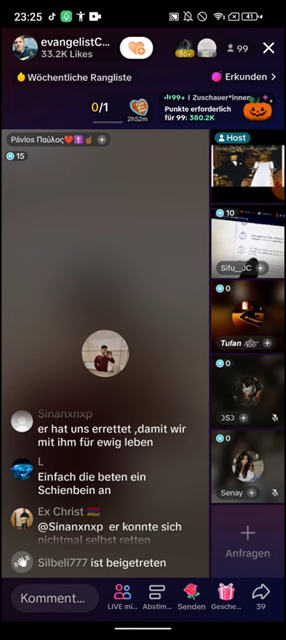 23:25
41
evangelistC...
33.2K Likes
99
Wöchentliche Rangliste
Erkunden >
0/1
2h52m
99+ | Zuschauer*innen
Punkte erforderlich
für 99: 380.2K
Pávlos Παύλος❤️✝️☝🏽 +
15
Host
10
Sifu__JC +
0
Tufan
0
0
Senay +
Anfragen
Sinanxnxp
er hat uns errettet ,damit wir
mit ihm für ewig leben
L
Einfach die beten ein
Schienbein an
Ex Christ 🇦🇲
@Sinanxnxp er konnte sich
nichtmal selbst retten
Silbeli777 ist beigetreten
Komment...
LIVE mi...
Abstim...
Senden
Gesche...
39